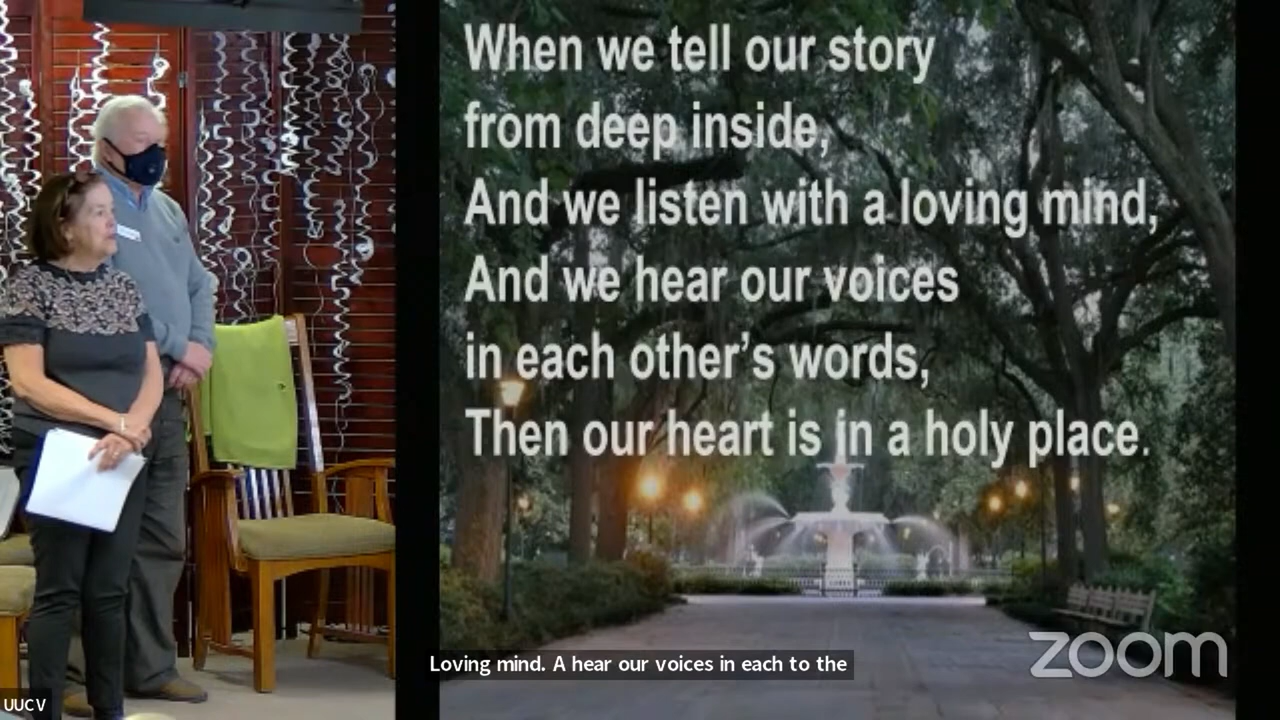 When we tell our story
from deep inside,
And we listen with a loving mind,
And we hear our voices
in each other's words,
Then our heart is in a holy place.
Loving mind. A hear our voices in each to the
zoom
UUCV